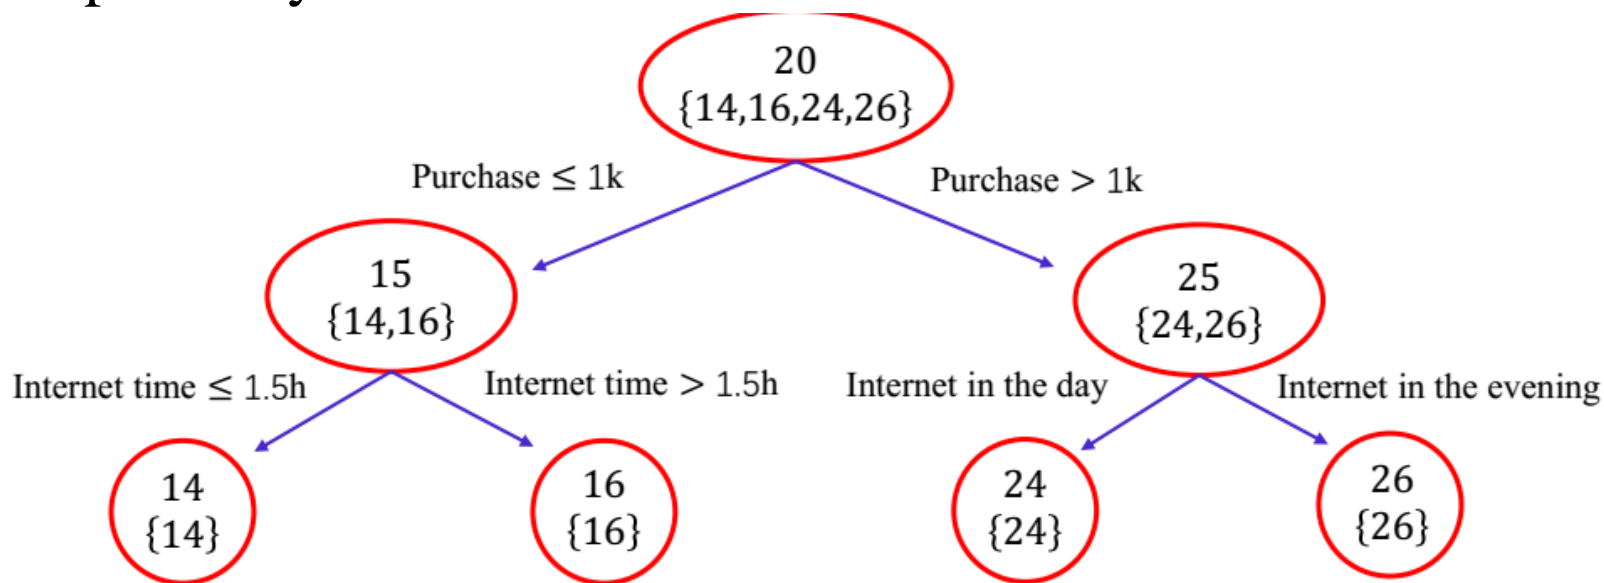 20
{14,16,24,26}
Purchase ≤ 1k
Purchase > 1k
15
{14,16}
25
{24,26}
Internet time ≤ 1.5h
Internet time > 1.5h
Internet in the day
Internet in the evening
14
{14}
16
{16}
24
{24}
26
{26}